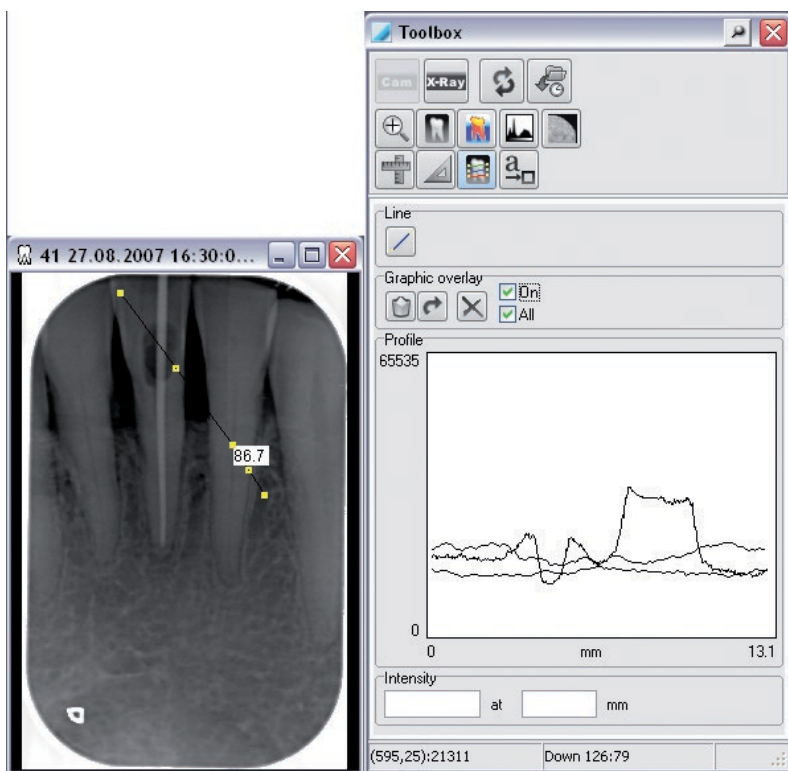 Toolbox
Cam
X-Ray
a
Line
Graphic overlay
On
All
Profile
65535
0
0
mm
13.1
Intensity
at
mm
(595,25):21311
Down 126:79
41 27.08.2007 16:30:0...
86.7